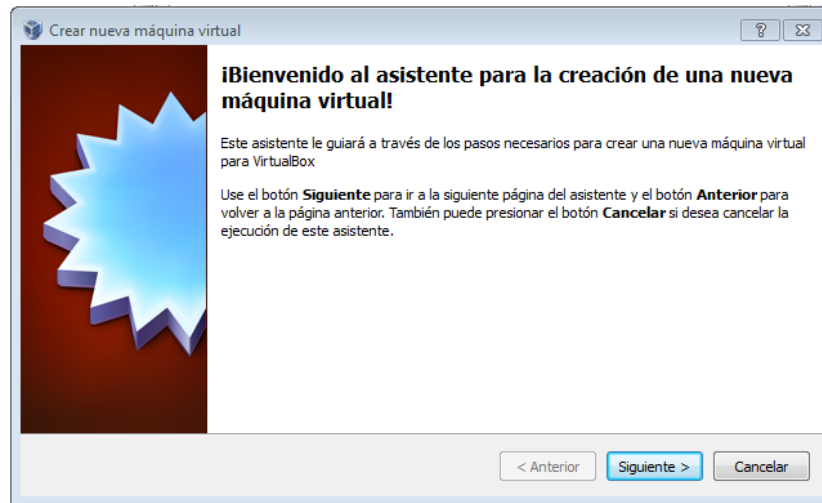 Crear nueva máquina virtual
¡Bienvenido al asistente para la creación de una nueva
máquina virtual!
Este asistente le guiará a través de los pasos necesarios para crear una nueva máquina virtual
para VirtualBox
Use el botón Siguiente para ir a la siguiente página del asistente y el botón Anterior para
volver a la página anterior. También puede presionar el botón Cancelar si desea cancelar la
ejecución de este asistente.
< Anterior
Siguiente >
Cancelar